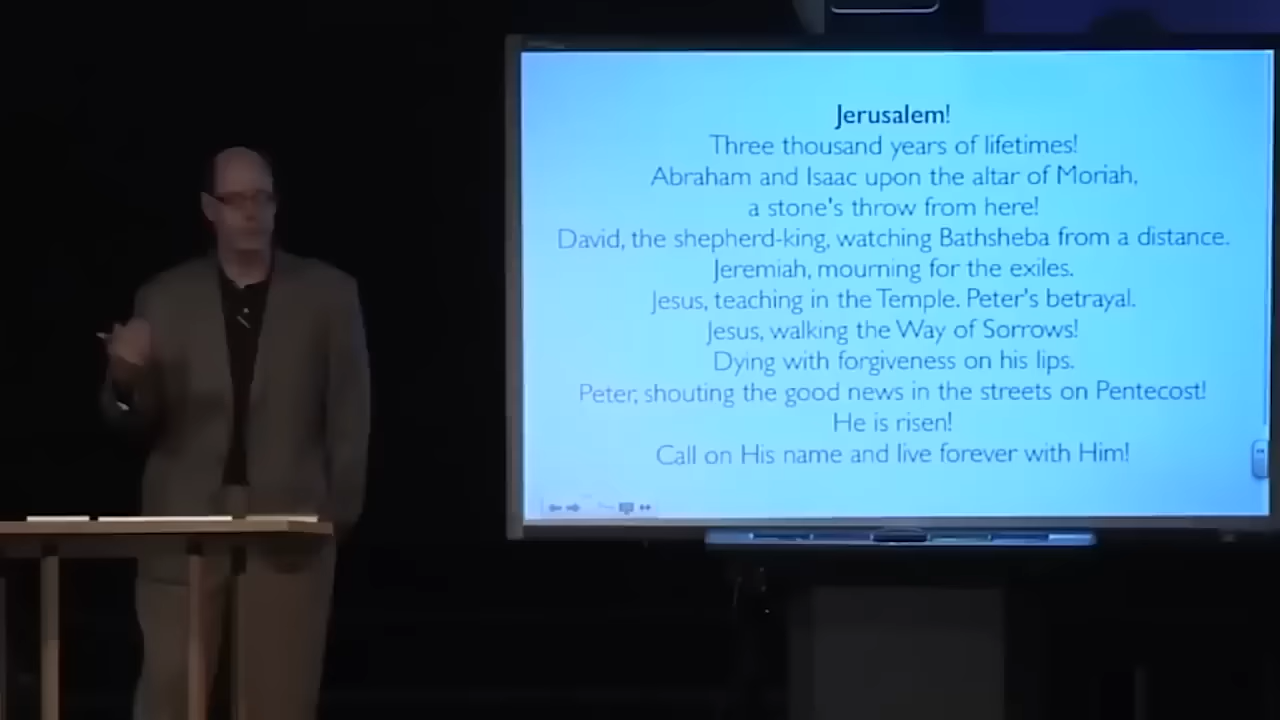 Jerusalem!
Three thousand years of lifetimes!
Abraham and Isaac upon the altar of Moriah,
a stone's throw from here!
David, the shepherd-king, watching Bathsheba from a distance.
Jeremiah, mourning for the exiles.
Jesus, teaching in the Temple. Peter's betrayal.
Jesus, walking the Way of Sorrows!
Dying with forgiveness on his lips.
Peter, shouting the good news in the streets on Pentecost!
He is risen!
Call on His name and live forever with Him!